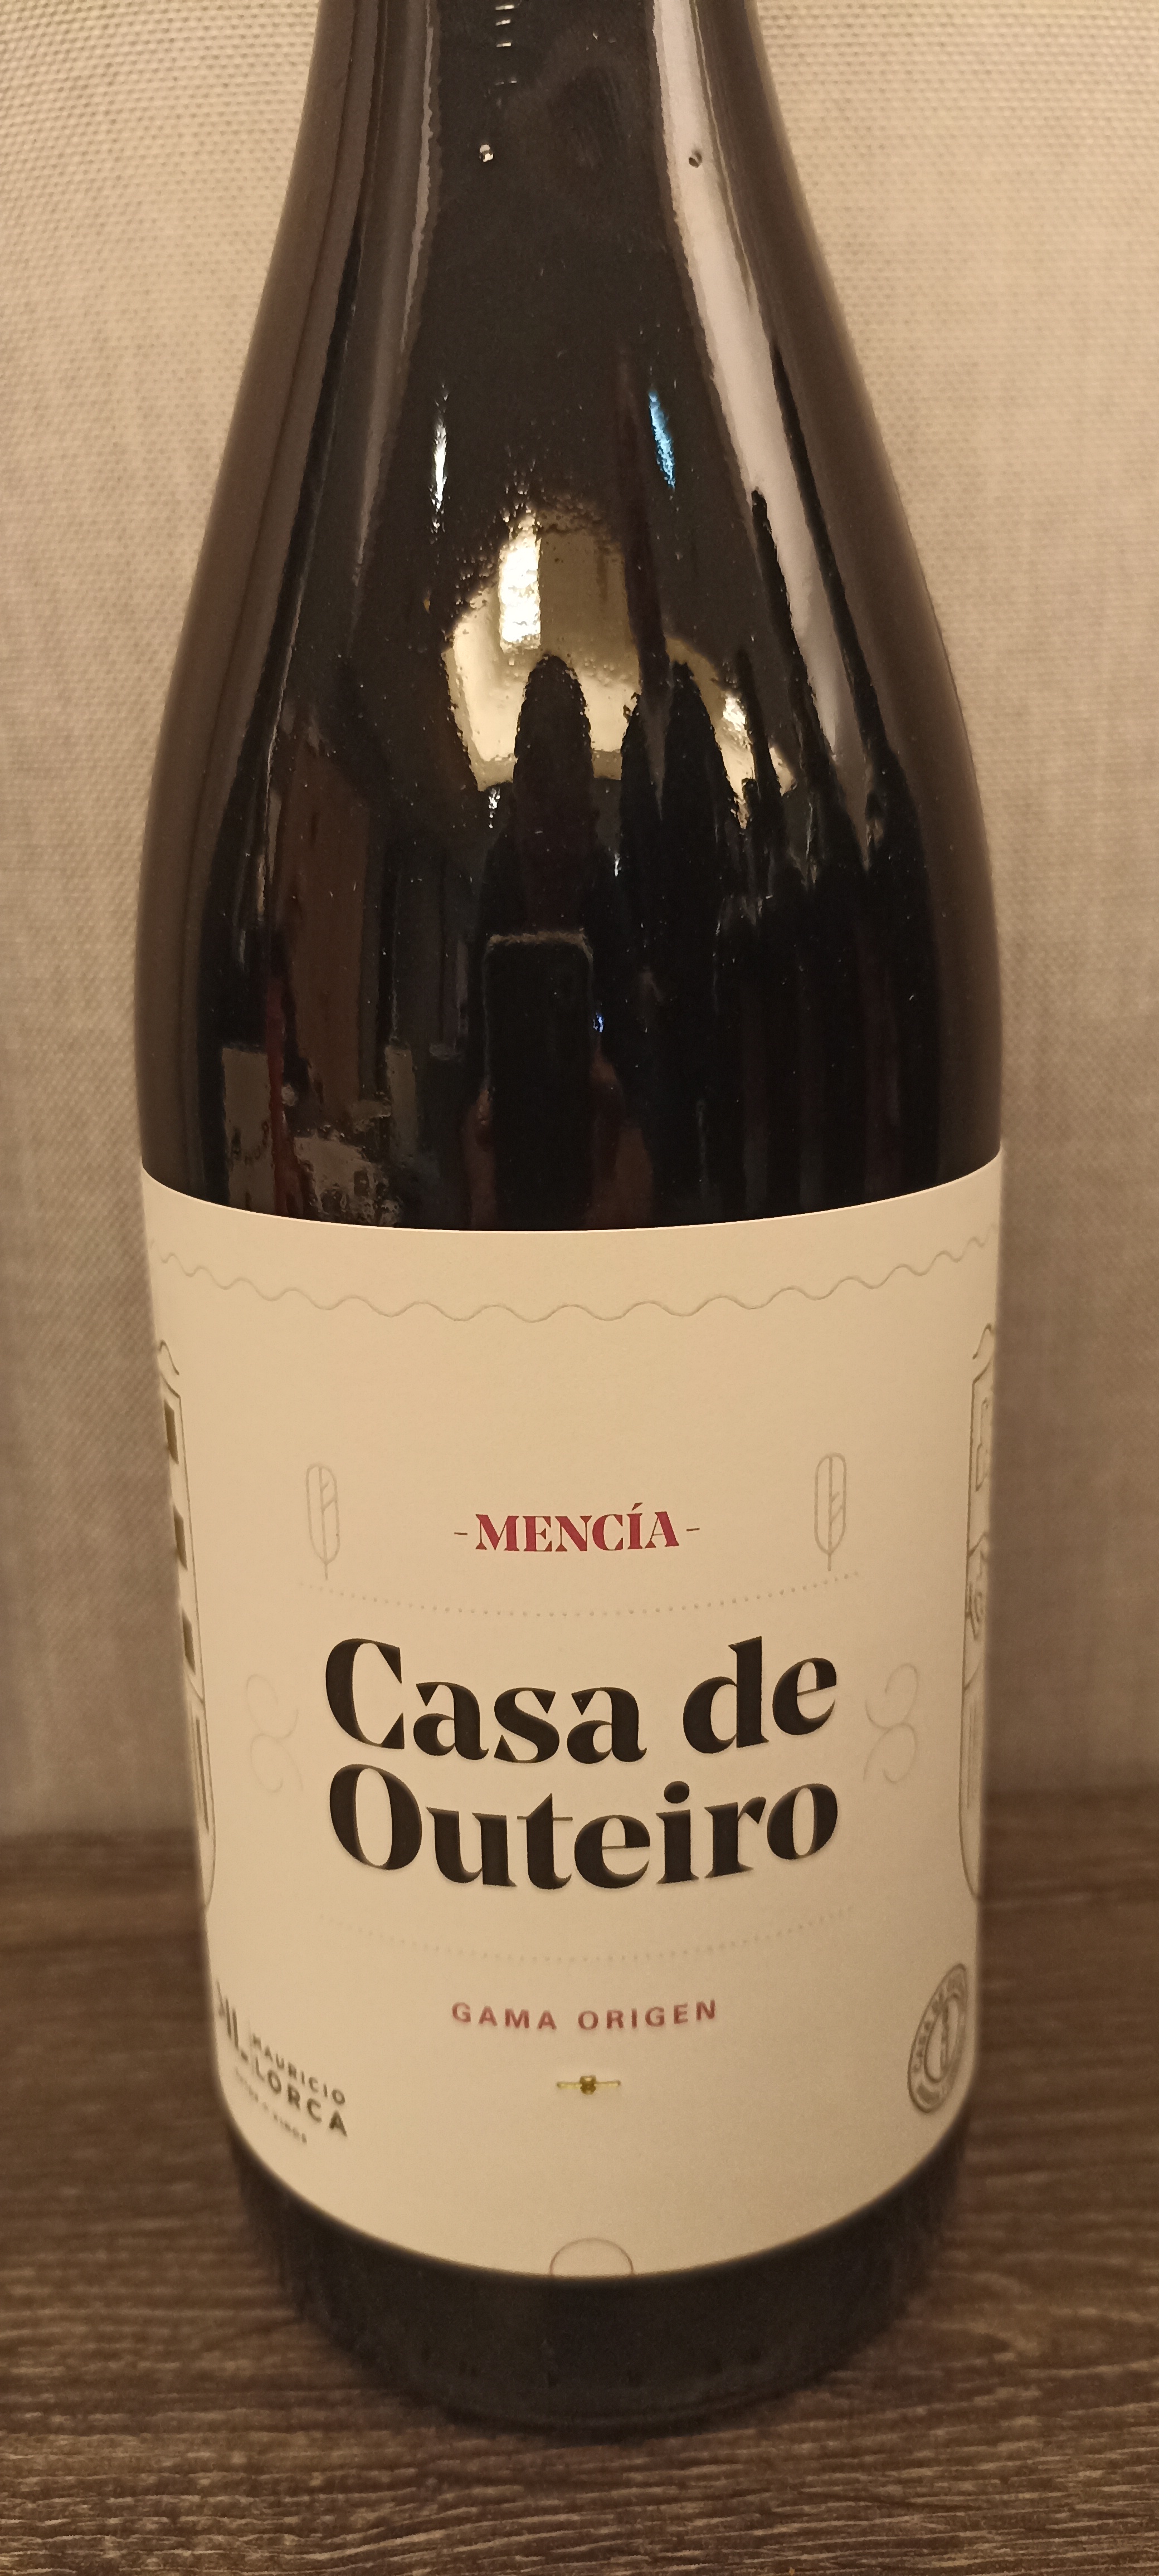 -MENCÍA-
Casa de
Outeiro
GAMA ORIGEN
MAURICIO
LORCA